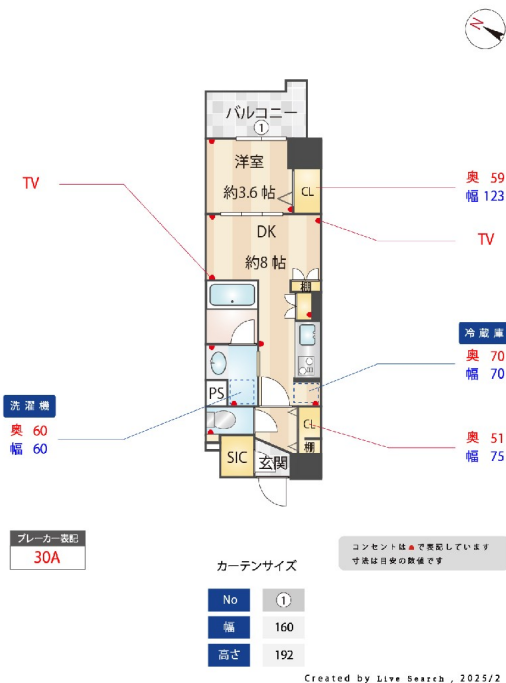 N
バルコニー
①
洋室
約3.6 帖
CL
TV
奥 59
幅 123
DK
約8 帖
TV
棚
冷蔵庫
奥 70
幅 70
PS
洗濯機
奥 60
幅 60
CL
奥 51
幅 75
棚
SIC
玄関
ブレーカー表記
30A
コンセントは▲で表記しています
寸法は目安の数値です
カーテンサイズ
No ①
幅 160
高さ 192
Created by Live Search , 2025/2